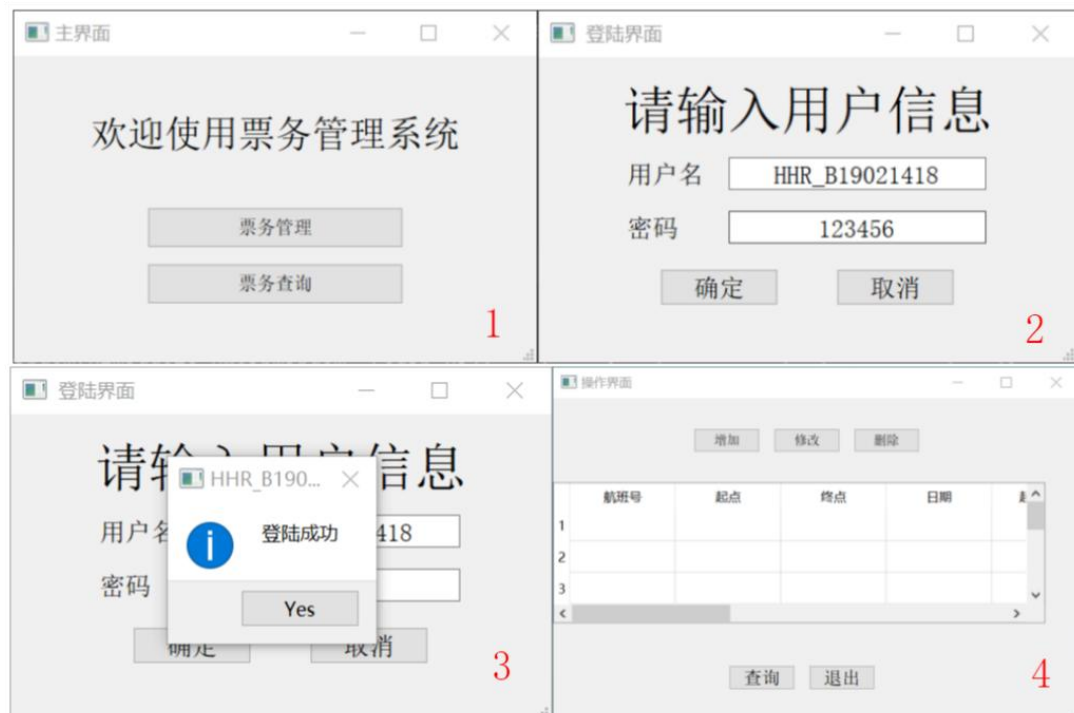 主界面
欢迎使用票务管理系统
票务管理
票务查询
1
登陆界面
请输入用户信息
用户名 HHR_B19021418
密码 123456
确定 取消
2
登陆界面
请 信息
HHR_B190...
登陆成功
用户名 418
密码
Yes
确定 取消
3
操作界面
增加 修改 删除
航班号 起点 终点 日期
1
2
3
查询 退出
4